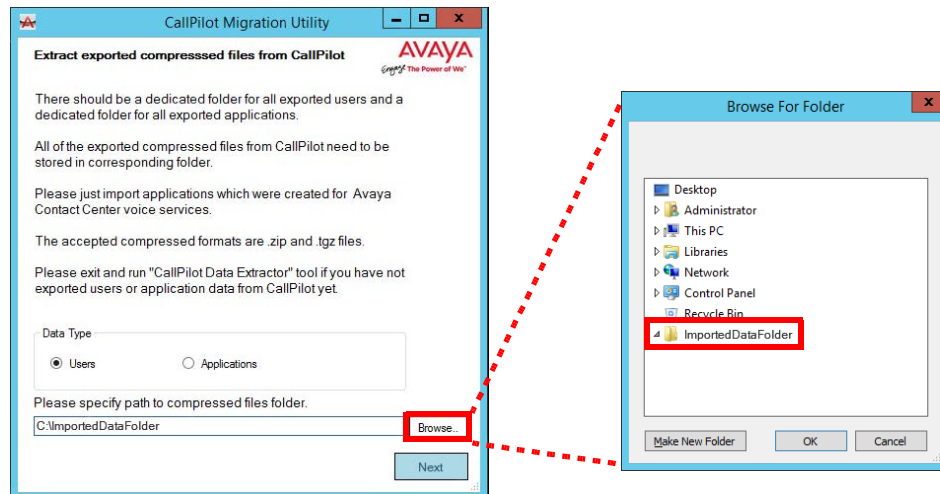 CallPilot Migration Utility
Extract exported compresssed files from CallPilot
AVAYA
Engage The Power of We™
There should be a dedicated folder for all exported users and a
dedicated folder for all exported applications.
All of the exported compressed files from CallPilot need to be
stored in corresponding folder.
Please just import applications which were created for Avaya
Contact Center voice services.
The accepted compressed formats are .zip and .tgz files.
Please exit and run "CallPilot Data Extractor" tool if you have not
exported users or application data from CallPilot yet.
Data Type
Users
Applications
Please specify path to compressed files folder.
C:\ImportedDataFolder
Browse..
Next
Browse For Folder
Desktop
Administrator
This PC
Libraries
Network
Control Panel
Recycle Bin
ImportedDataFolder
Make New Folder
OK
Cancel